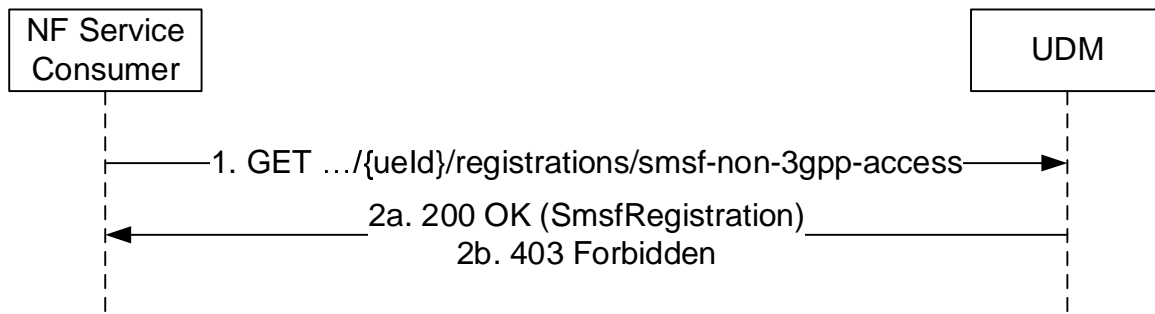 NF Service
Consumer
UDM
1. GET …/{ueId}/registrations/smsf-non-3gpp-access
2a. 200 OK (SmsfRegistration)
2b. 403 Forbidden